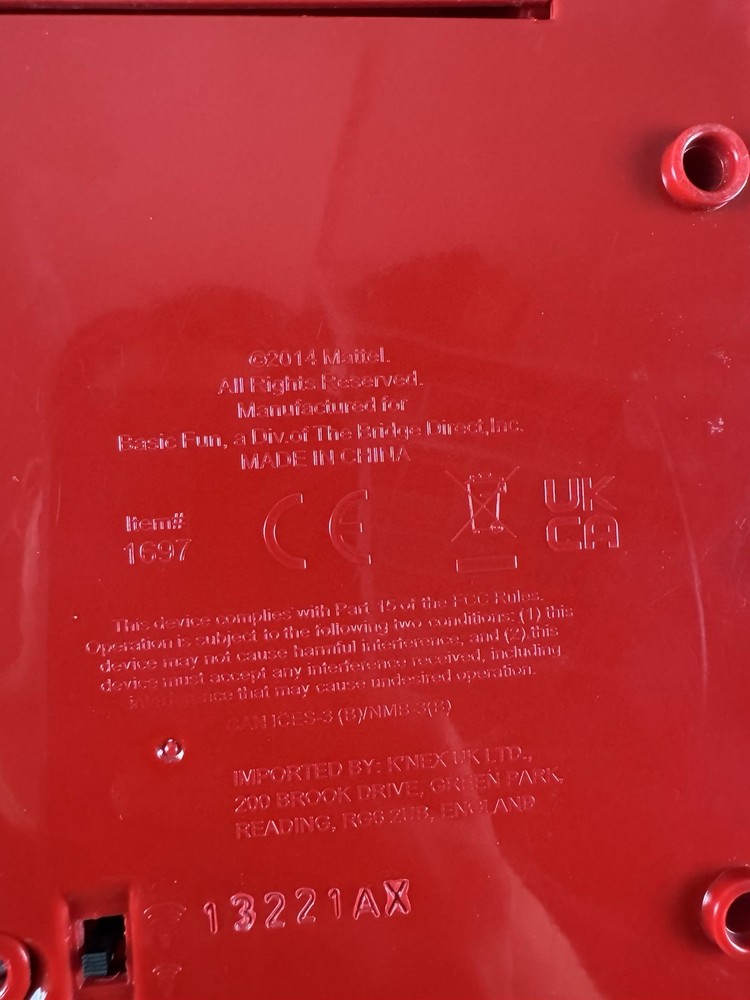 ©2014 Mattel.
All Rights Reserved.
Manufactured for
Basic Fun, a Div.of The Bridge Direct,Inc.
MADE IN CHINA
Item#
1697
CE
UK
CA
This device complies with Part 15 of the FCC Rules.
Operation is subject to the following two conditions: (1) this
device may not cause harmful interference, and (2) this
device must accept any interference received, including
interference that may cause undesired operation.
CAN ICES-3 (B)/NMB-3(B)
IMPORTED BY: K'NEX UK LTD.,
200 BROOK DRIVE, GREEN PARK,
READING, RG6 2UB, ENGLAND
13221AX